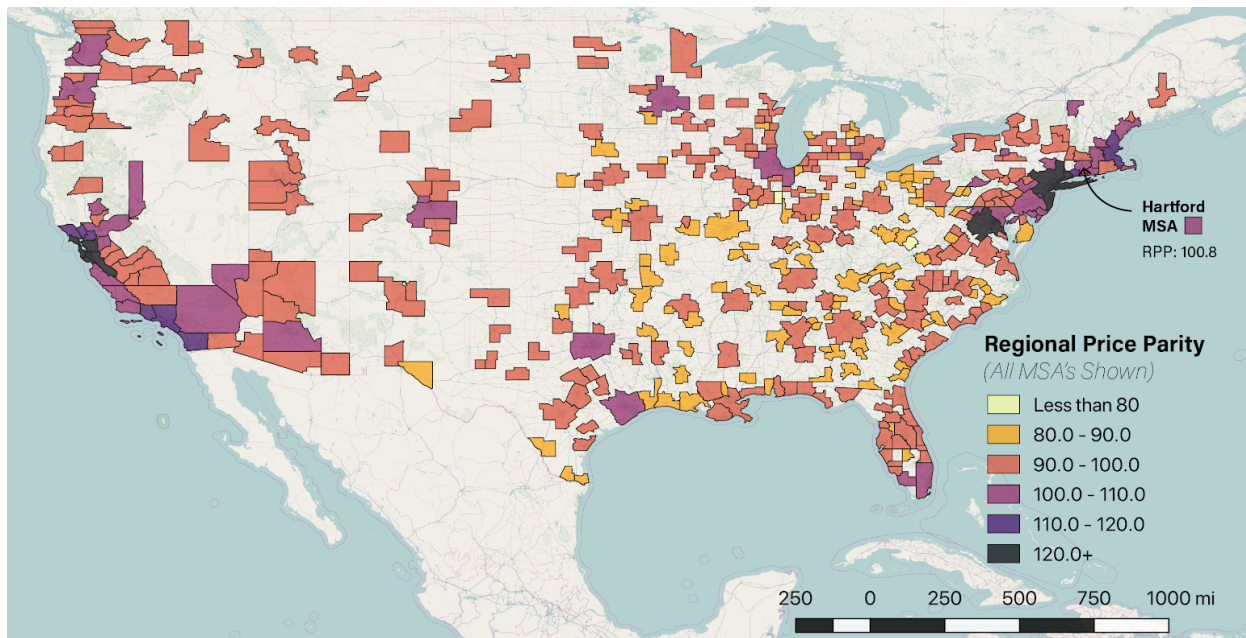 Hartford
MSA
RPP: 100.8
Regional Price Parity
(All MSA's Shown)
Less than 80
80.0 - 90.0
90.0 - 100.0
100.0 - 110.0
110.0 - 120.0
120.0+
250 0 250 500 750 1000 mi